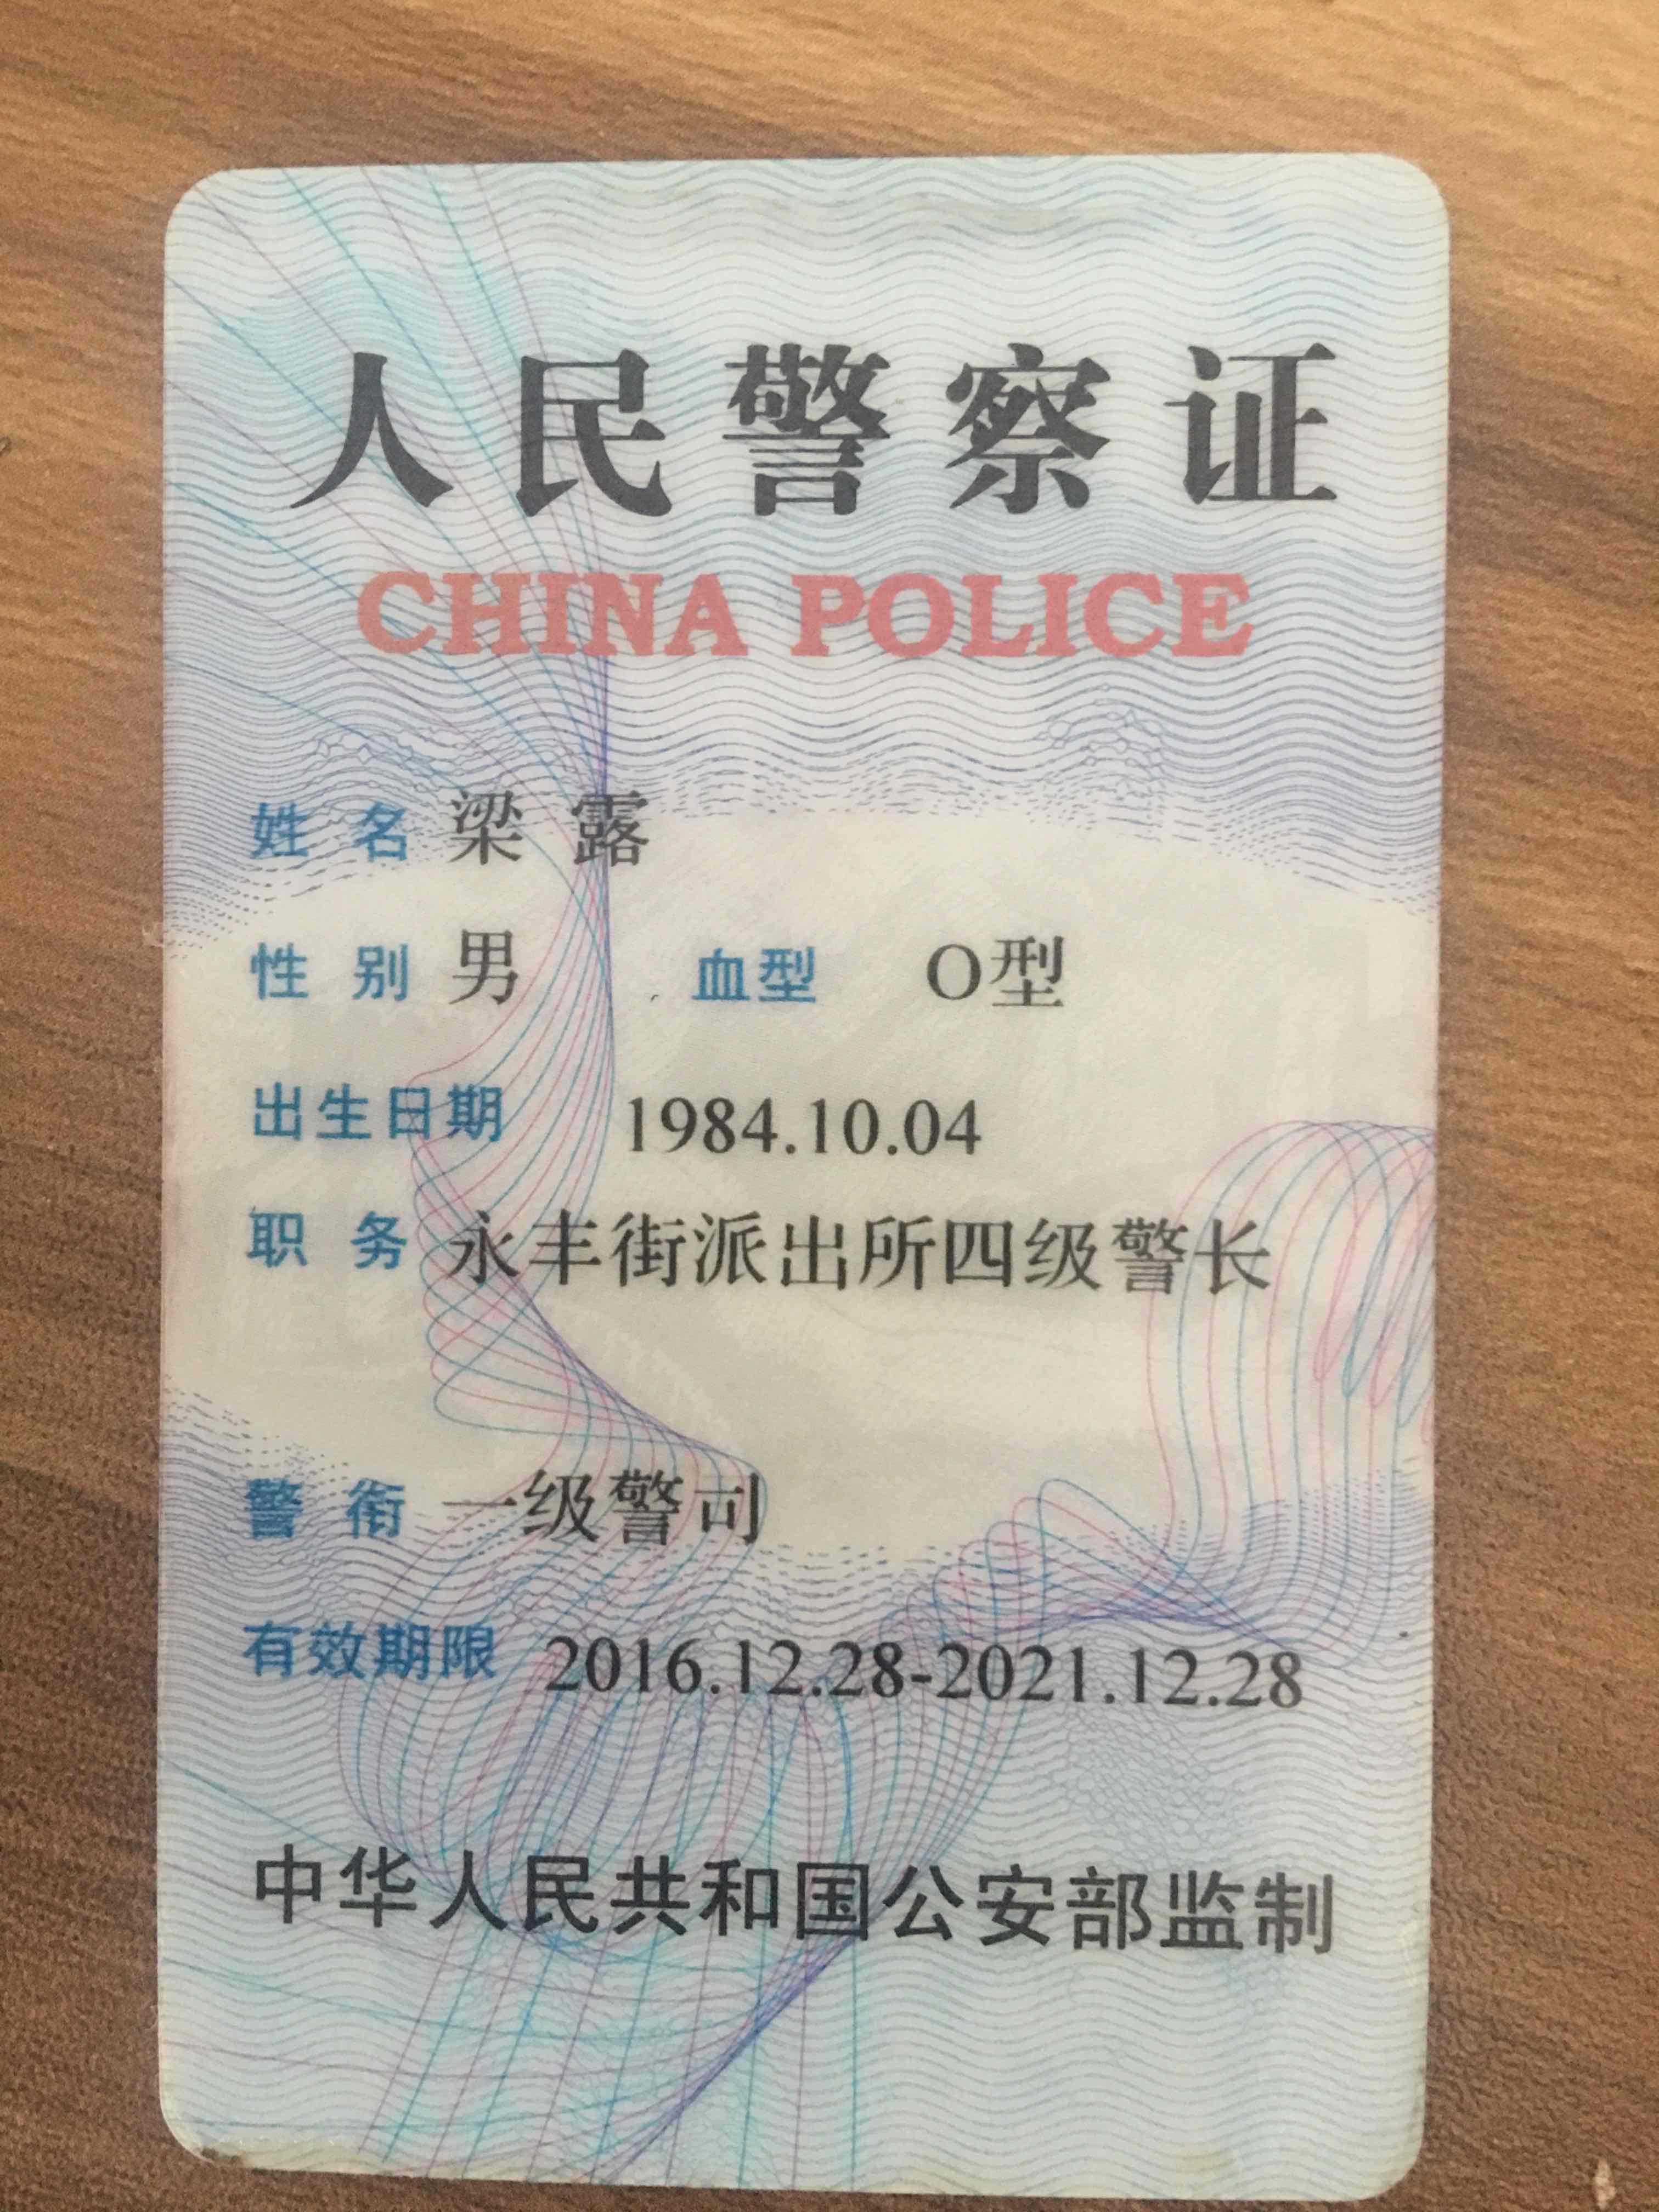 人民警察证
CHINA POLICE
姓 名 梁 露
性 别 男 血型 O型
出生日期 1984.10.04
职 务 永丰街派出所四级警长
警 衔 一级警司
有效期限 2016.12.28-2021.12.28
中华人民共和国公安部监制